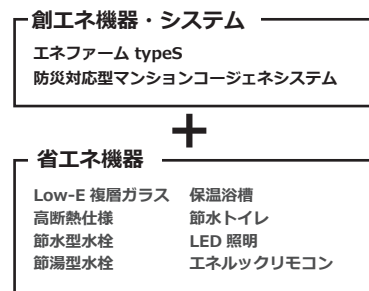 創エネ機器・システム
エネファーム typeS
防災対応型マンションコージェネシステム
+
省エネ機器
Low-E 複層ガラス 保温浴槽
高断熱仕様 節水トイレ
節水型水栓 LED 照明
節湯型水栓 エネルックリモコン